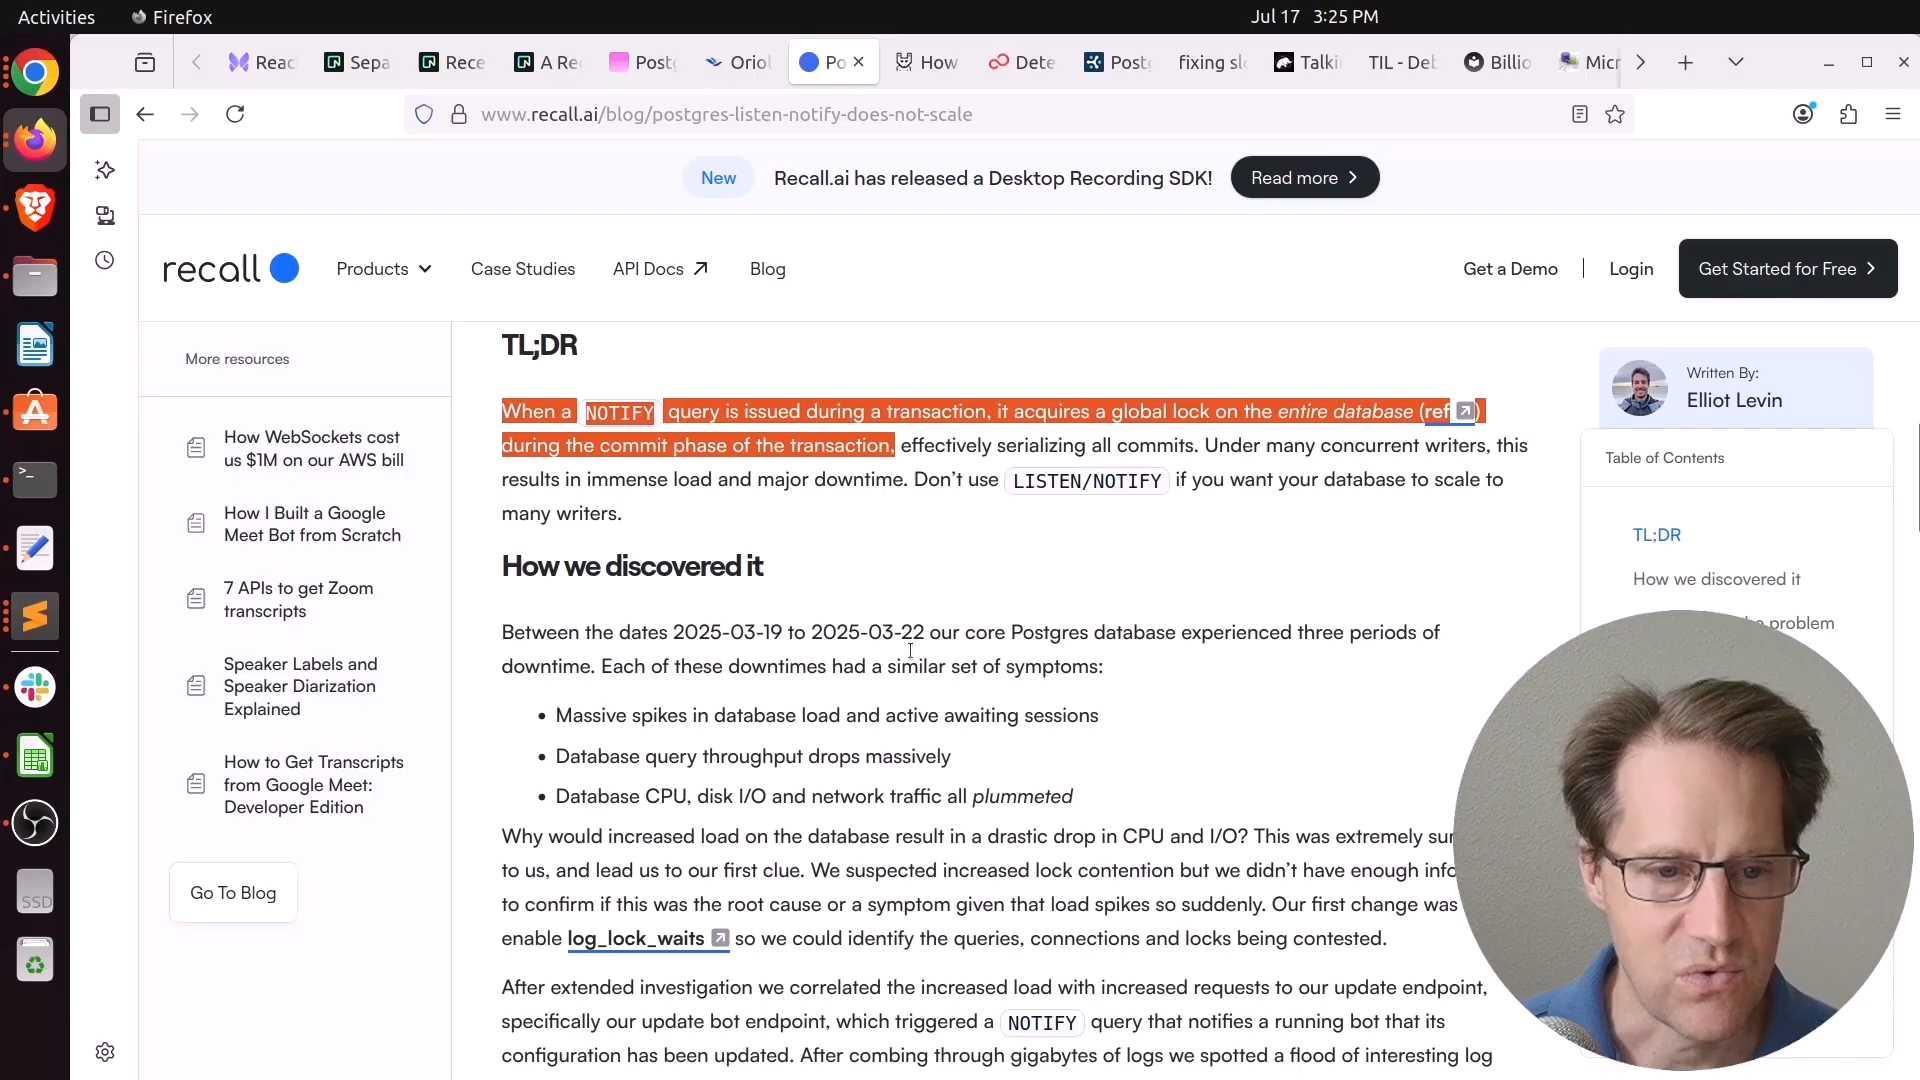 Activities
Firefox
Jul 17 3:25 PM
Reac
Sepa
Rece
A Re
Postg
Oriol
Po
How
Dete
Postg
fixing slo
Talki
TIL - Deb
Billio
Micr
www.recall.ai/blog/postgres-listen-notify-does-not-scale
New
Recall.ai has released a Desktop Recording SDK!
Read more
recall
Products
Case Studies
API Docs
Blog
Get a Demo
Login
Get Started for Free
More resources
How WebSockets cost
us $1M on our AWS bill
How I Built a Google
Meet Bot from Scratch
7 APIs to get Zoom
transcripts
Speaker Labels and
Speaker Diarization
Explained
How to Get Transcripts
from Google Meet:
Developer Edition
Go To Blog
SSD
TL;DR
When a NOTIFY query is issued during a transaction, it acquires a global lock on the entire database (ref)
during the commit phase of the transaction, effectively serializing all commits. Under many concurrent writers, this
results in immense load and major downtime. Don't use LISTEN/NOTIFY if you want your database to scale to
many writers.
How we discovered it
Between the dates 2025-03-19 to 2025-03-22 our core Postgres database experienced three periods of
downtime. Each of these downtimes had a similar set of symptoms:
• Massive spikes in database load and active awaiting sessions
• Database query throughput drops massively
• Database CPU, disk I/O and network traffic all plummeted
Why would increased load on the database result in a drastic drop in CPU and I/O? This was extremely sur
to us, and lead us to our first clue. We suspected increased lock contention but we didn't have enough info
to confirm if this was the root cause or a symptom given that load spikes so suddenly. Our first change was
enable log_lock_waits so we could identify the queries, connections and locks being contested.
After extended investigation we correlated the increased load with increased requests to our update endpoint,
specifically our update bot endpoint, which triggered a NOTIFY query that notifies a running bot that its
configuration has been updated. After combing through gigabytes of logs we spotted a flood of interesting log
Written By:
Elliot Levin
Table of Contents
TL;DR
How we discovered it
problem